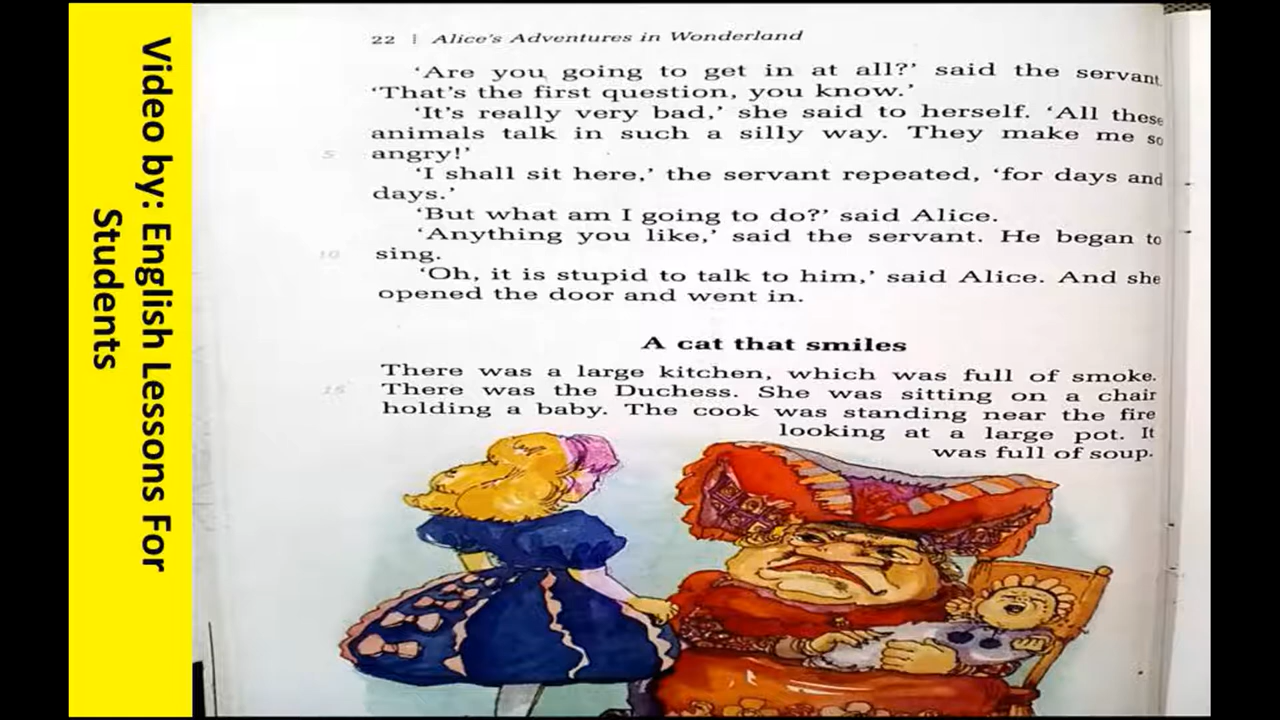 Video by: English Lessons For
Students
22 | Alice's Adventures in Wonderland
'Are you going to get in at all?' said the servant.
'That's the first question, you know.'
'It's really very bad,' she said to herself. 'All these
animals talk in such a silly way. They make me so
5 angry!'
'I shall sit here,' the servant repeated, 'for days and
days.'
'But what am I going to do?' said Alice.
'Anything you like,' said the servant. He began to
10 sing.
'Oh, it is stupid to talk to him,' said Alice. And she
opened the door and went in.
A cat that smiles
There was a large kitchen, which was full of smoke.
15 There was the Duchess. She was sitting on a chair
holding a baby. The cook was standing near the fire
looking at a large pot. It
was full of soup.